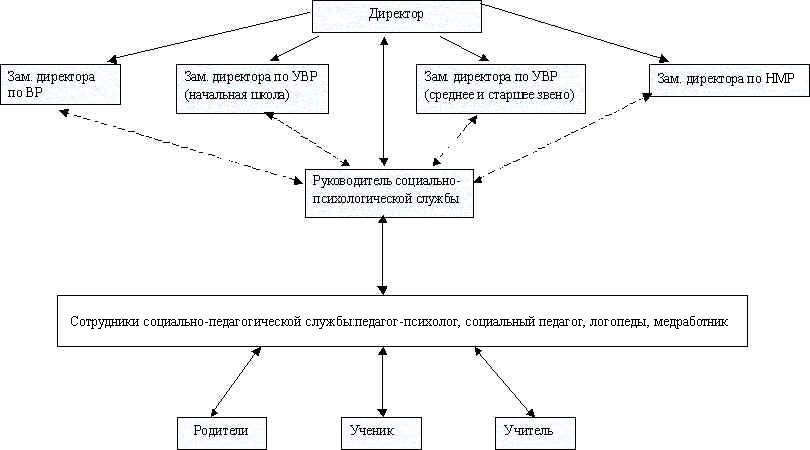 Директор
Зам. директора
по ВР
Зам. директора по УВР
(начальная школа)
Зам. директора по УВР
(среднее и старшее звено)
Зам. директора по НМР
Руководитель социально-
психологической службы
Сотрудники социально-педагогической службы:педагог-психолог, социальный педагог, логопеды, медработник
Родители
Ученик
Учитель